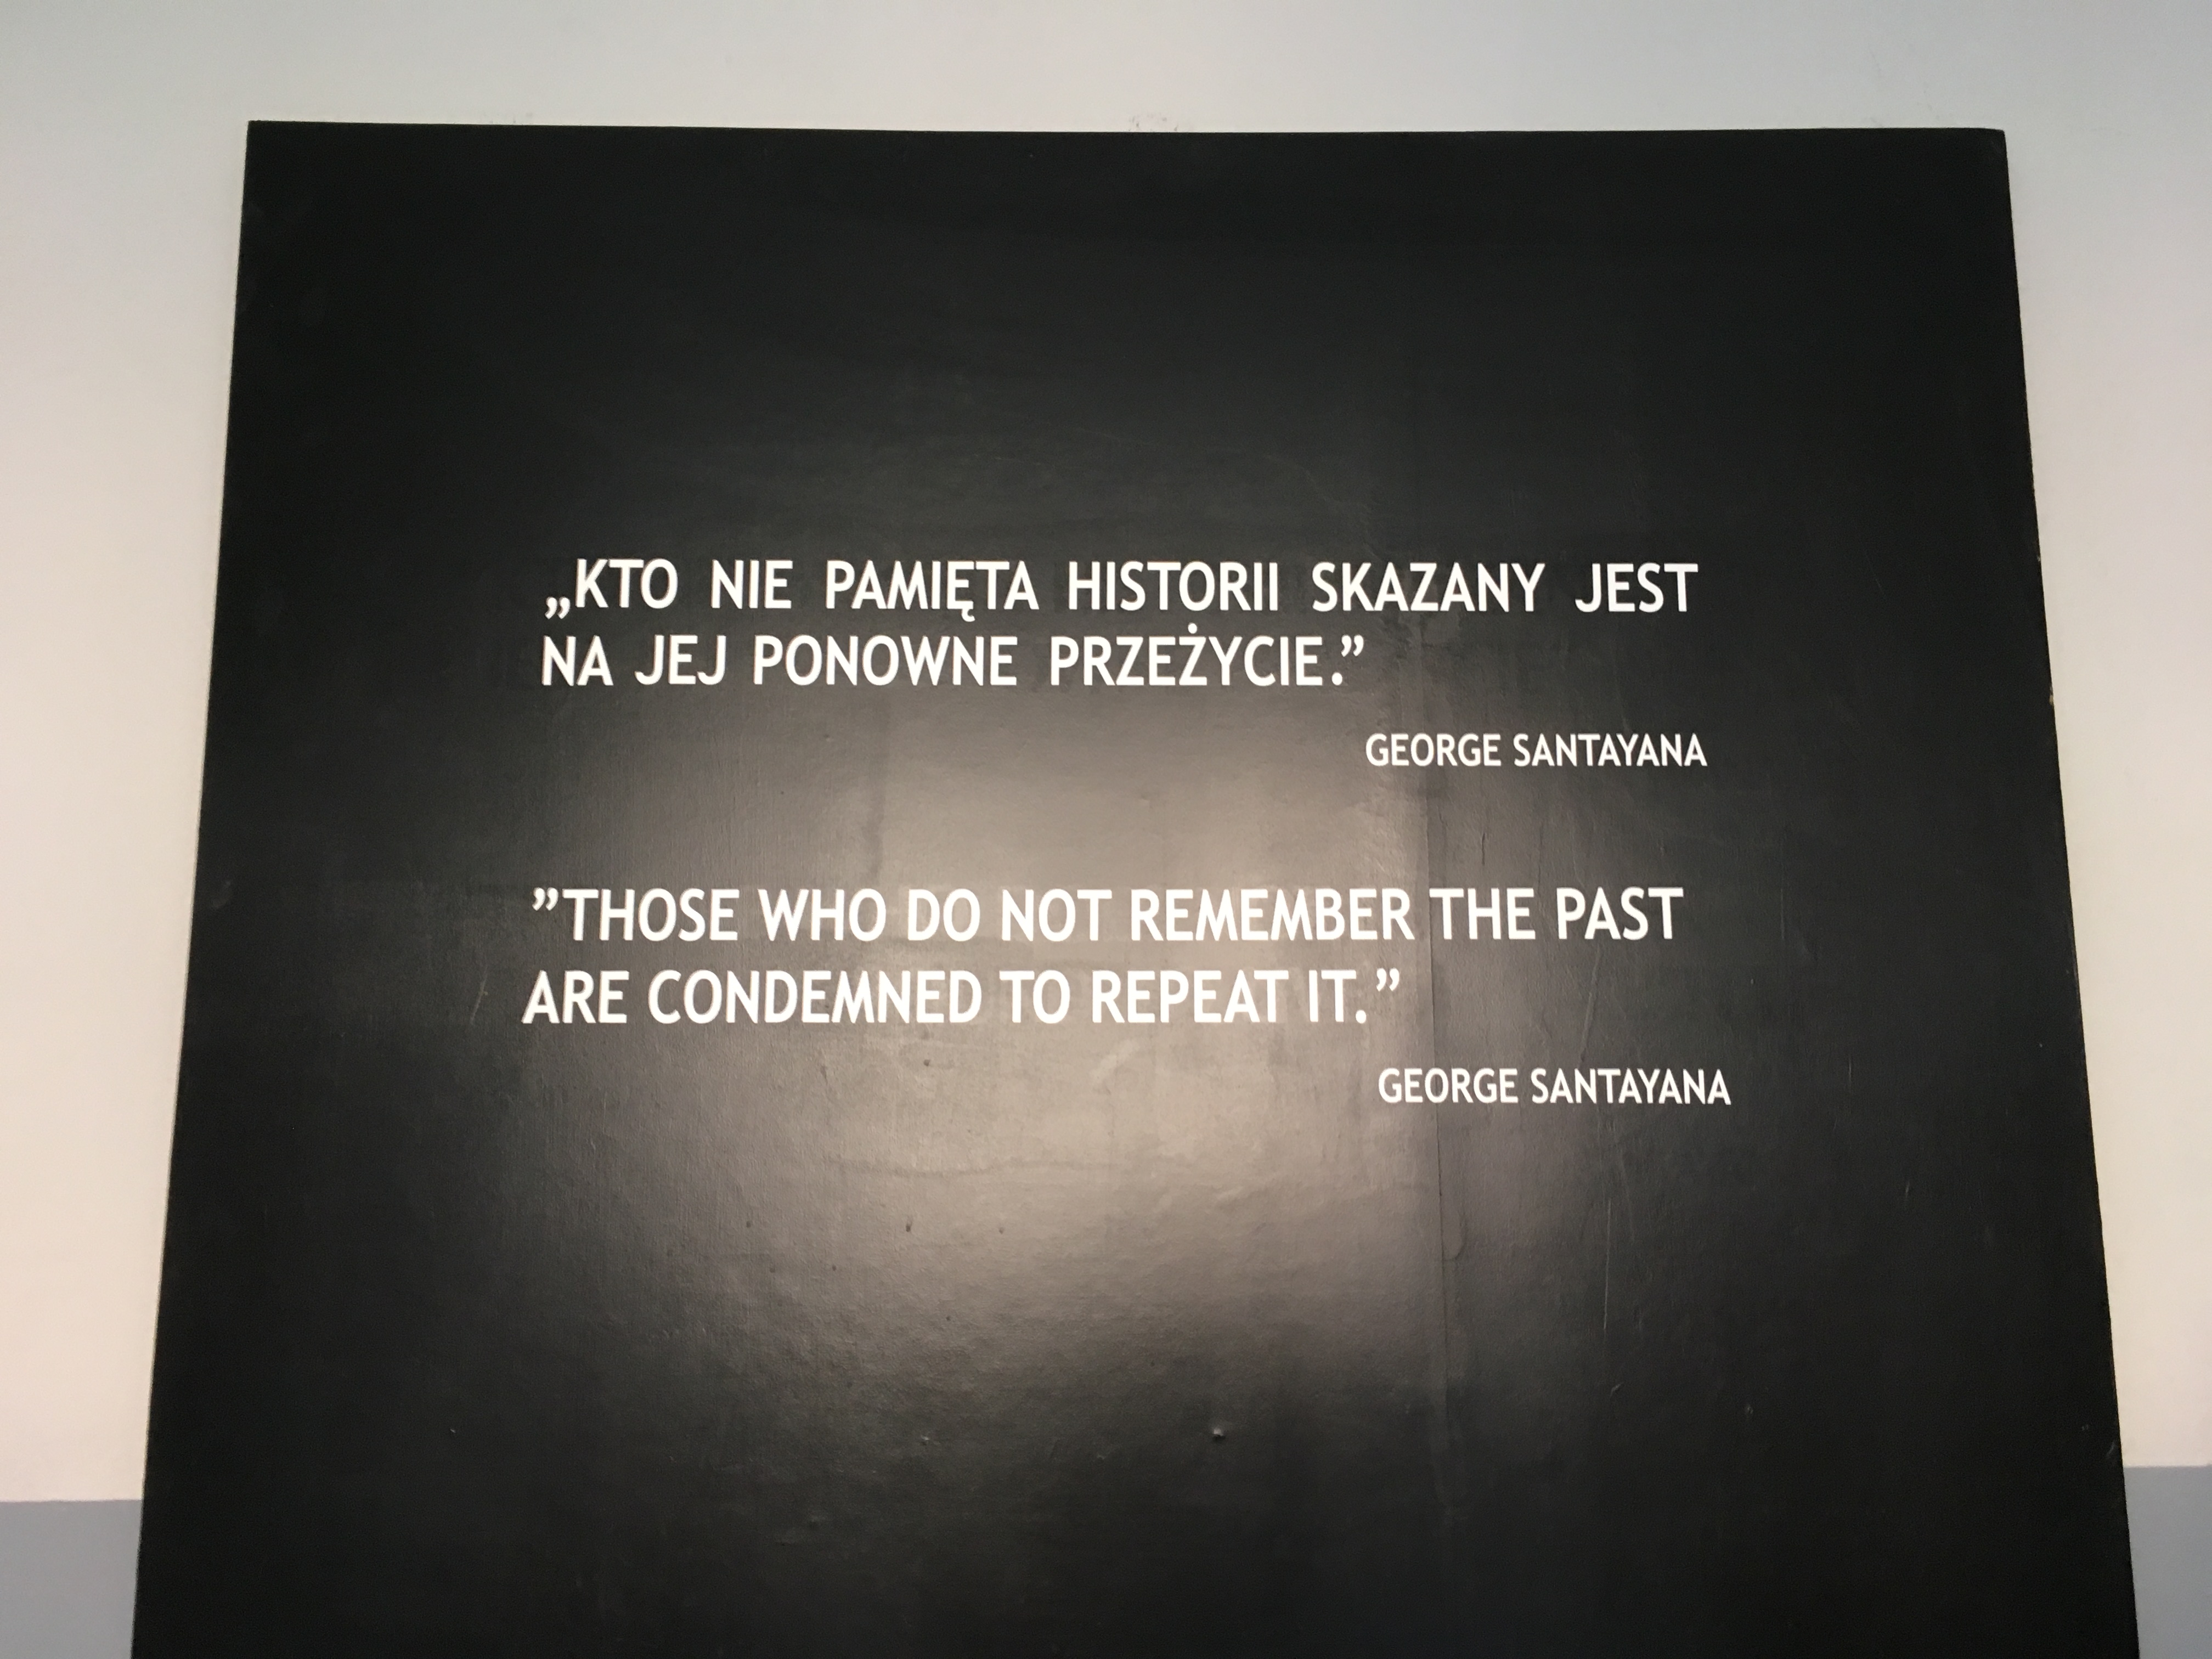 „KTO NIE PAMIĘTA HISTORII SKAZANY JEST
NA JEJ PONOWNE PRZEŻYCIE.”
GEORGE SANTAYANA
”THOSE WHO DO NOT REMEMBER THE PAST
ARE CONDEMNED TO REPEAT IT.”
GEORGE SANTAYANA